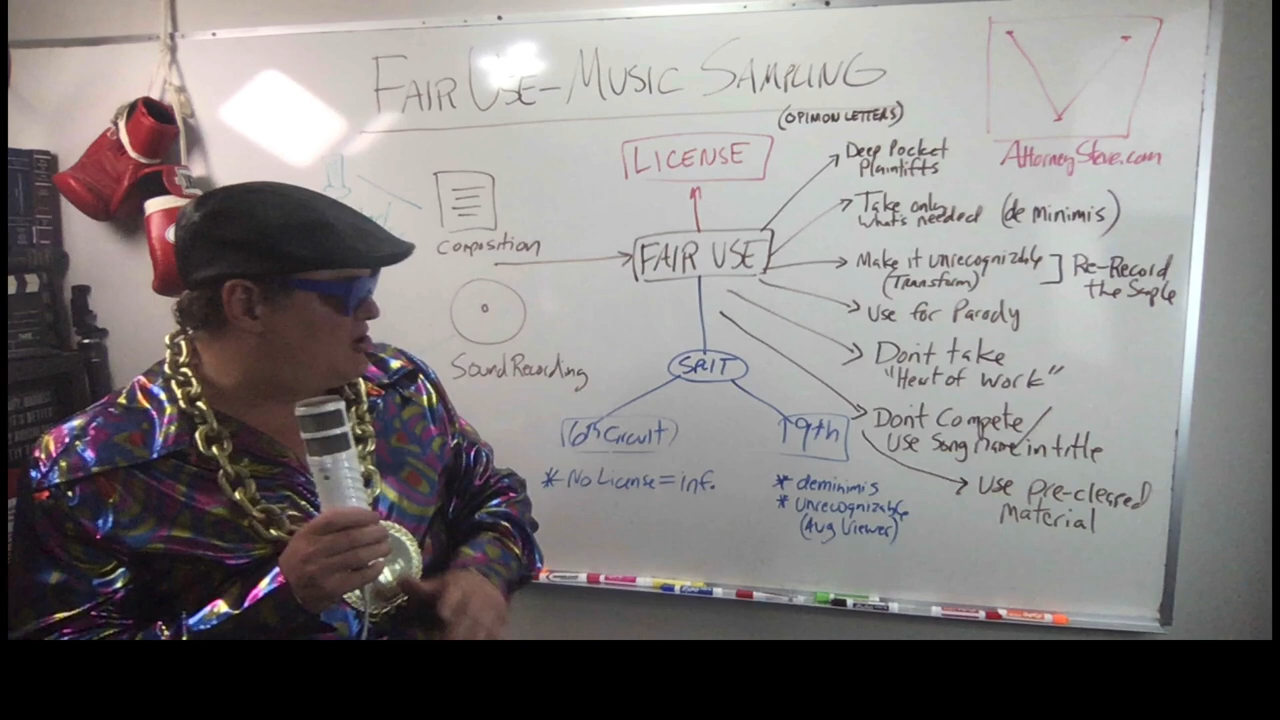 FAIR USE - MUSIC SAMPLING
(OPINION LETTERS)
LICENSE
AttorneySteve.com
Composition
Sound Recording
FAIR USE
Deep Pocket
Plaintiffs
Take only
what's needed (de minimis)
Make it unrecognizable
(Transform)
Re-Record
the Sample
Use for Parody
Don't take
"Heart of Work"
Don't Compete/
Use Song name in title
Use pre-cleared
Material
SPLIT
6th Circuit
* No License = inf.
9th
* deminimis
* unrecognizable
(Avg Viewer)